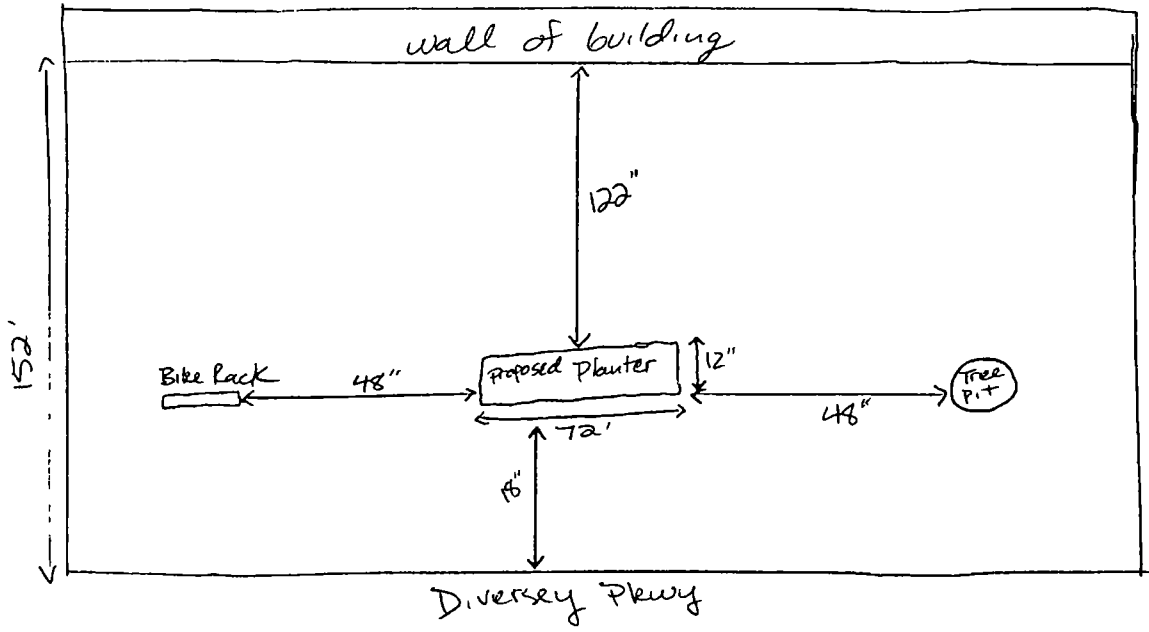 wall of building
122"
152'
Bike Rack
48"
Proposed Planter
12"
Tree
Pit
48"
72'
18"
Diversey Pkwy